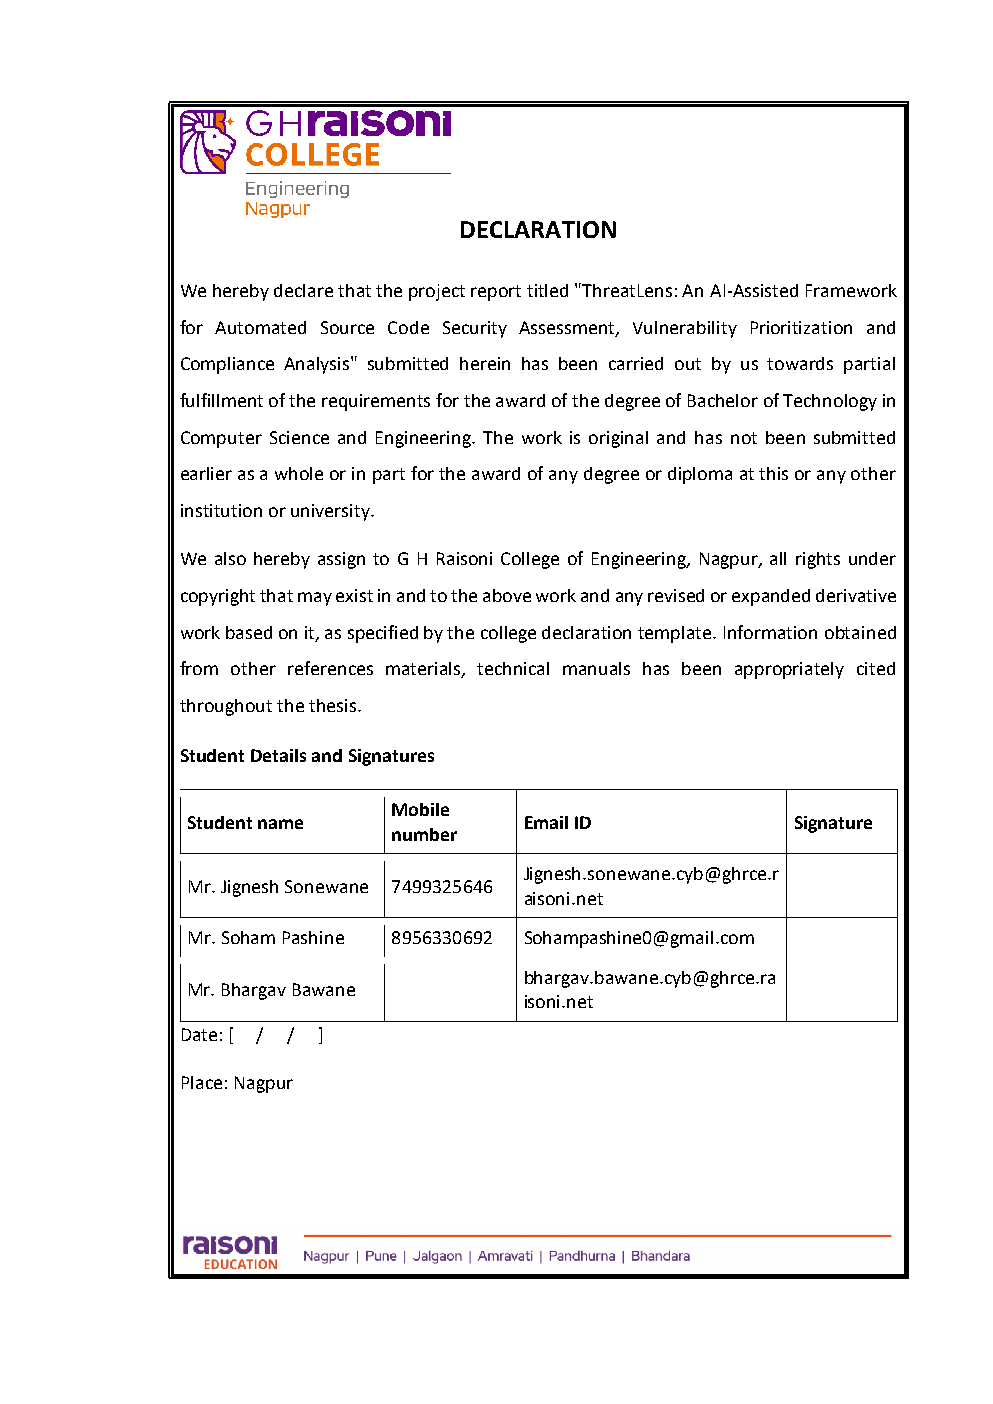 GHraisoni
COLLEGE
Engineering
Nagpur
DECLARATION
We hereby declare that the project report titled "ThreatLens: An AI-Assisted Framework
for Automated Source Code Security Assessment, Vulnerability Prioritization and
Compliance Analysis" submitted herein has been carried out by us towards partial
fulfillment of the requirements for the award of the degree of Bachelor of Technology in
Computer Science and Engineering. The work is original and has not been submitted
earlier as a whole or in part for the award of any degree or diploma at this or any other
institution or university.
We also hereby assign to G H Raisoni College of Engineering, Nagpur, all rights under
copyright that may exist in and to the above work and any revised or expanded derivative
work based on it, as specified by the college declaration template. Information obtained
from other references materials, technical manuals has been appropriately cited
throughout the thesis.
Student Details and Signatures
Student name Mobile number Email ID Signature
Mr. Jignesh Sonewane 7499325646 Jignesh.sonewane.cyb@ghrce.r
aisoni.net
Mr. Soham Pashine 8956330692 Sohampashine0@gmail.com
Mr. Bhargav Bawane bhargav.bawane.cyb@ghrce.ra
isoni.net
Date: [ / / ]
Place: Nagpur
raisoni
EDUCATION
Nagpur | Pune | Jalgaon | Amravati | Pandhurna | Bhandara